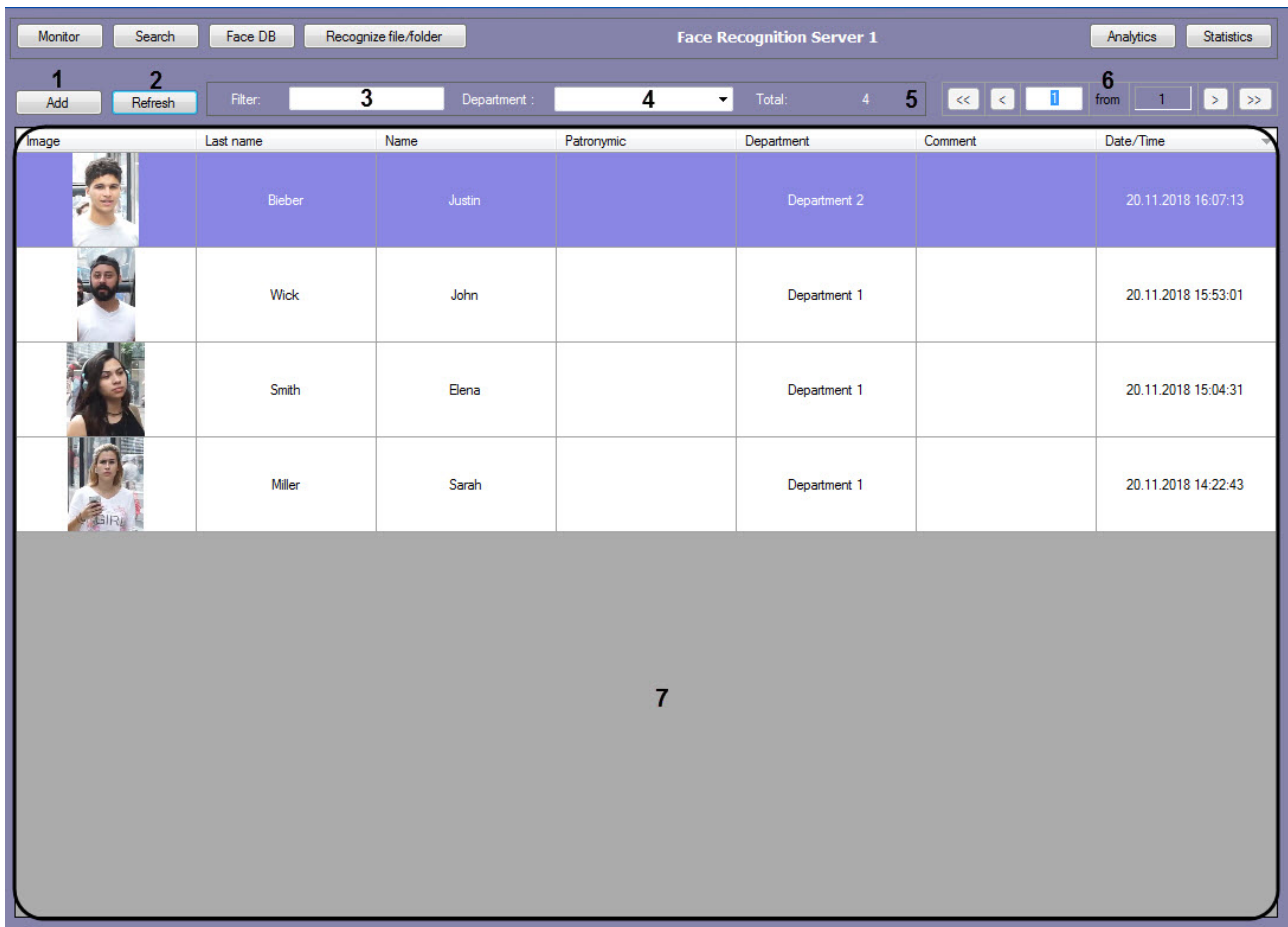 Monitor Search Face DB Recognize file/folder Face Recognition Server 1 Analytics Statistics
1 2 6
Add Refresh Filter: 3 Department : 4 Total: 4 5 << < 1 from 1 > >>
Image Last name Name Patronymic Department Comment Date/Time
Bieber Justin Department 2 20.11.2018 16:07:13
Wick John Department 1 20.11.2018 15:53:01
Smith Elena Department 1 20.11.2018 15:04:31
Miller Sarah Department 1 20.11.2018 14:22:43
GIRL
7